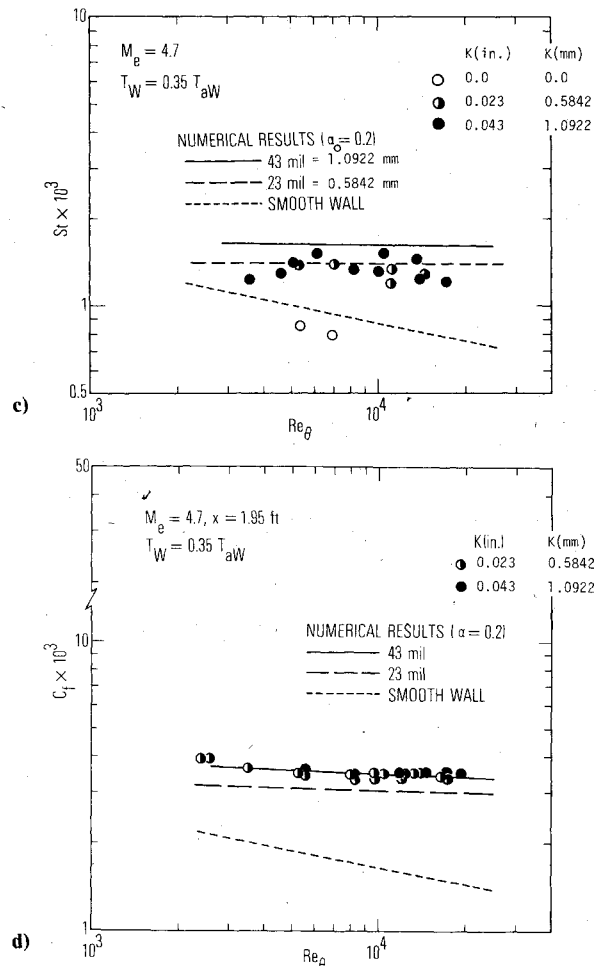 10
M_e = 4.7
T_W = 0.35 T_aW
K(in.) K(mm)
○ 0.0 0.0
◑ 0.023 0.5842
● 0.043 1.0922
NUMERICAL RESULTS (α_o = 0.2)
43 mil = 1.0922 mm
23 mil = 0.5842 mm
SMOOTH WALL
St × 10³
1
0.5
10³ 10⁴
Re_θ
c)
50
M_e = 4.7, x = 1.95 ft
T_W = 0.35 T_aW
K(in.) K(mm)
◑ 0.023 0.5842
● 0.043 1.0922
10
NUMERICAL RESULTS (α = 0.2)
43 mil
23 mil
SMOOTH WALL
C_f × 10³
1
10³ 10⁴
Re_θ
d)